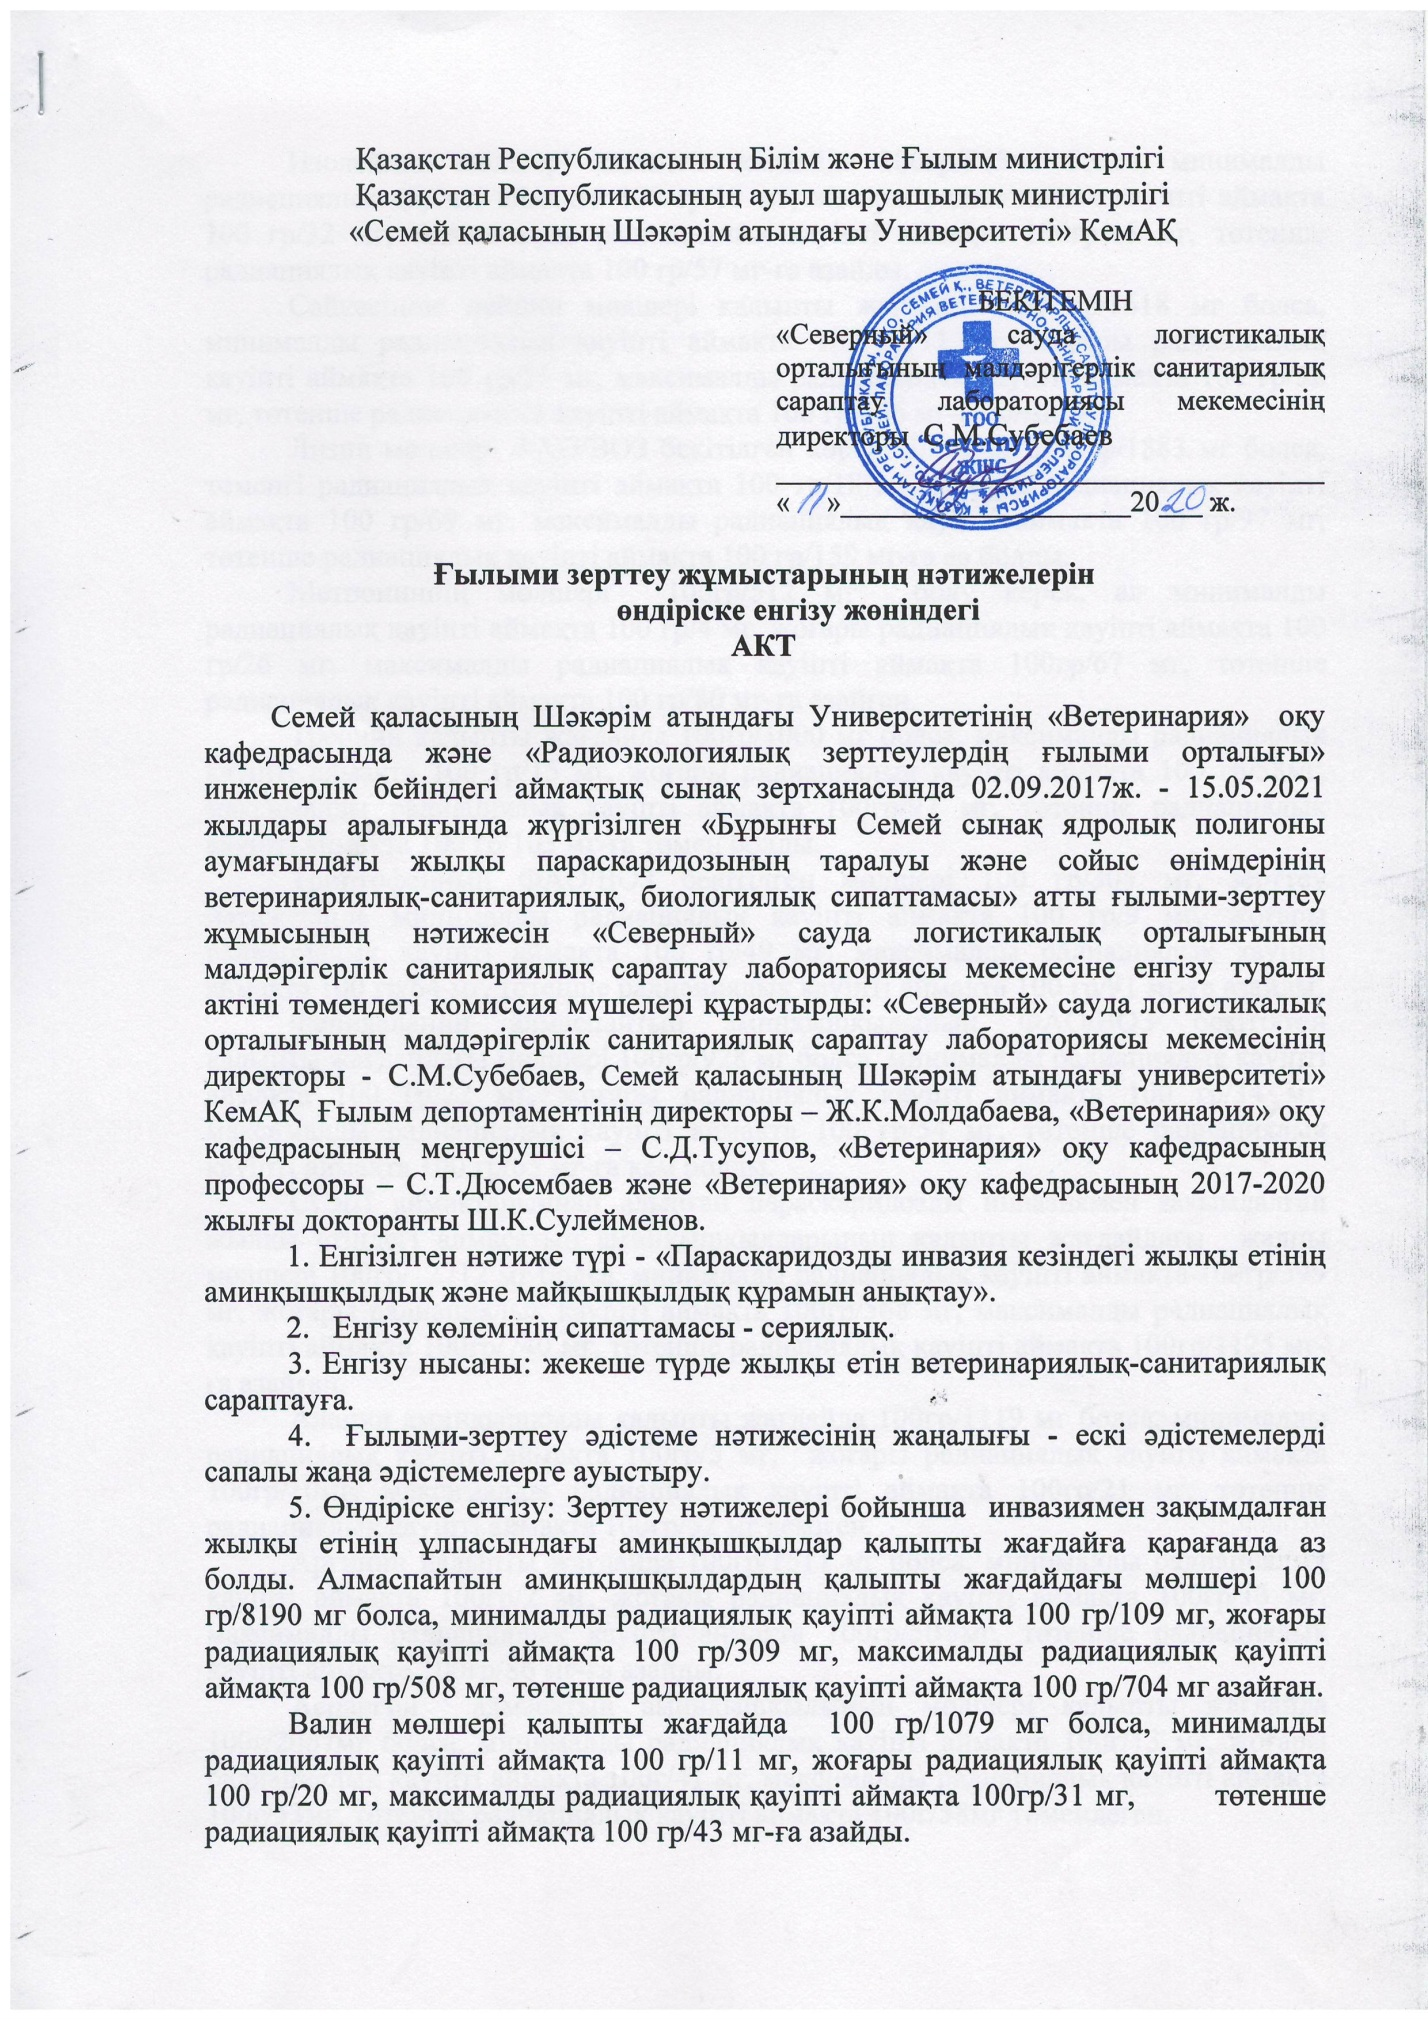 Қазақстан Республикасының Білім және Ғылым министрлігі
Қазақстан Республикасының ауыл шаруашылық министрлігі
«Семей қаласының Шәкәрім атындағы Университеті» КемАҚ
БЕКІТЕМІН
«Северный» сауда логистикалық
орталығының малдәрігерлік санитариялық
сараптау лабораториясы мекемесінің
директоры С.М.Субебаев
ТОО
"Severnyi"
ЖШС
« 11 »____________________20 20 ж.
Ғылыми зерттеу жұмыстарының нәтижелерін
өндіріске енгізу жөніндегі
АКТ
Семей қаласының Шәкәрім атындағы Университетінің «Ветеринария» оқу
кафедрасында және «Радиоэкологиялық зерттеулердің ғылыми орталығы»
инженерлік бейіндегі аймақтық сынақ зертханасында 02.09.2017ж. - 15.05.2021
жылдары аралығында жүргізілген «Бұрынғы Семей сынақ ядролық полигоны
аумағындағы жылқы параскаридозының таралуы және сойыс өнімдерінің
ветеринариялық-санитариялық, биологиялық сипаттамасы» атты ғылыми-зерттеу
жұмысының нәтижесін «Северный» сауда логистикалық орталығының
малдәрігерлік санитариялық сараптау лабораториясы мекемесіне енгізу туралы
актіні төмендегі комиссия мүшелері құрастырды: «Северный» сауда логистикалық
орталығының малдәрігерлік санитариялық сараптау лабораториясы мекемесінің
директоры - С.М.Субебаев, Семей қаласының Шәкәрім атындағы университеті»
КемАҚ Ғылым депортаментінің директоры – Ж.К.Молдабаева, «Ветеринария» оқу
кафедрасының меңгерушісі – С.Д.Тусупов, «Ветеринария» оқу кафедрасының
профессоры – С.Т.Дюсембаев және «Ветеринария» оқу кафедрасының 2017-2020
жылғы докторанты Ш.К.Сулейменов.
1. Енгізілген нәтиже түрі - «Параскаридозды инвазия кезіндегі жылқы етінің
аминқышқылдық және майқышқылдық құрамын анықтау».
2. Енгізу көлемінің сипаттамасы - сериялық.
3. Енгізу нысаны: жекеше түрде жылқы етін ветеринариялық-санитариялық
сараптауға.
4. Ғылыми-зерттеу әдістеме нәтижесінің жаңалығы - ескі әдістемелерді
сапалы жаңа әдістемелерге ауыстыру.
5. Өндіріске енгізу: Зерттеу нәтижелері бойынша инвазиямен зақымдалған
жылқы етінің ұлпасындағы аминқышқылдар қалыпты жағдайға қарағанда аз
болды. Алмаспайтын аминқышқылдардың қалыпты жағдайдағы мөлшері 100
гр/8190 мг болса, минималды радиациялық қауіпті аймақта 100 гр/109 мг, жоғары
радиациялық қауіпті аймақта 100 гр/309 мг, максималды радиациялық қауіпті
аймақта 100 гр/508 мг, төтенше радиациялық қауіпті аймақта 100 гр/704 мг азайған.
Валин мөлшері қалыпты жағдайда 100 гр/1079 мг болса, минималды
радиациялық қауіпті аймақта 100 гр/11 мг, жоғары радиациялық қауіпті аймақта
100 гр/20 мг, максималды радиациялық қауіпті аймақта 100гр/31 мг, төтенше
радиациялық қауіпті аймақта 100 гр/43 мг-ға азайды.